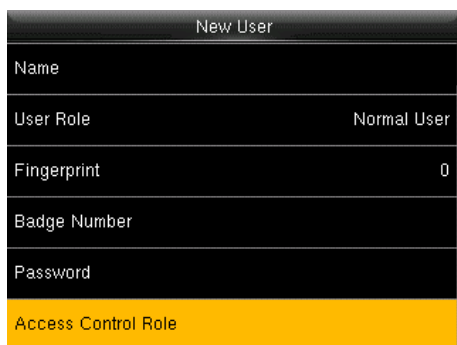 New User
Name
User Role Normal User
Fingerprint 0
Badge Number
Password
Access Control Role